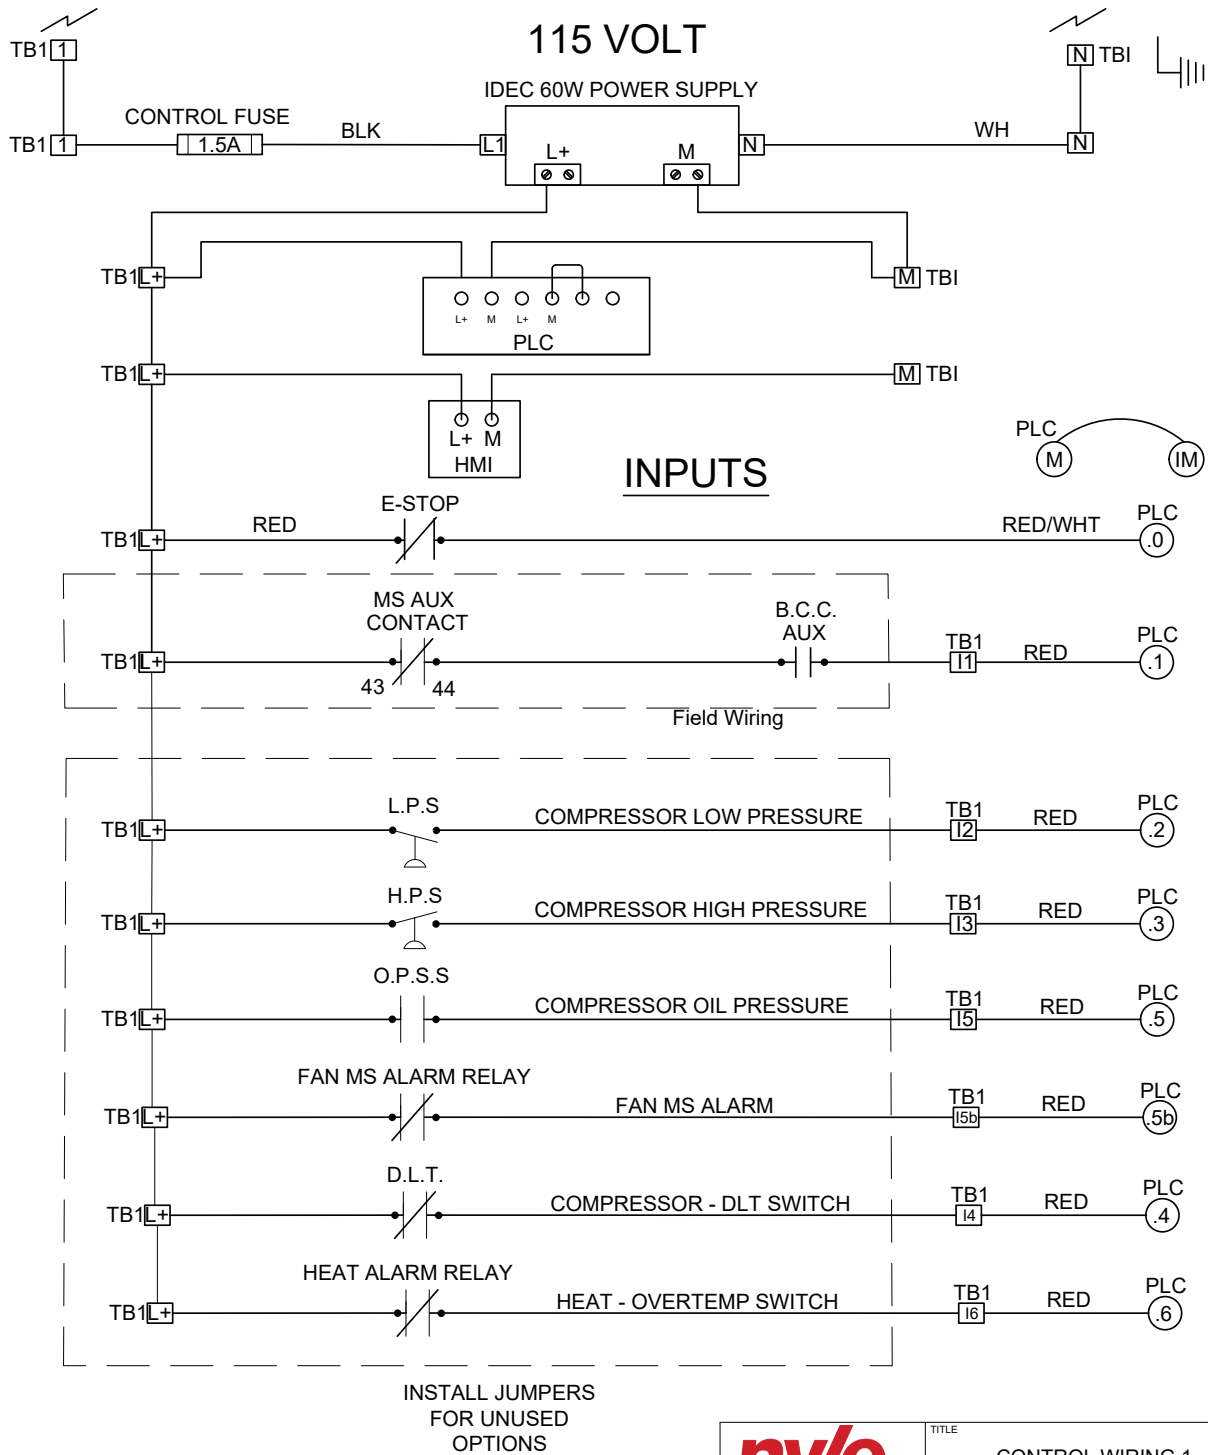 115 VOLT
TB1 1
N TBI
IDEC 60W POWER SUPPLY
CONTROL FUSE
TB1 1
1.5A
BLK
L1
L+
M
N
WH
N
TB1 L+
M TBI
L+ M L+ M
PLC
TB1 L+
M TBI
L+ M
HMI
PLC
M
IM
INPUTS
E-STOP
TB1 L+
RED
RED/WHT
PLC
.0
MS AUX
CONTACT
B.C.C.
AUX
TB1 L+
43
44
TB1
I1
RED
PLC
.1
Field Wiring
L.P.S
TB1 L+
COMPRESSOR LOW PRESSURE
TB1
I2
RED
PLC
.2
H.P.S
TB1 L+
COMPRESSOR HIGH PRESSURE
TB1
I3
RED
PLC
.3
O.P.S.S
TB1 L+
COMPRESSOR OIL PRESSURE
TB1
I5
RED
PLC
.5
FAN MS ALARM RELAY
TB1 L+
FAN MS ALARM
TB1
I5b
RED
PLC
.5b
D.L.T.
TB1 L+
COMPRESSOR - DLT SWITCH
TB1
I4
RED
PLC
.4
HEAT ALARM RELAY
TB1 L+
HEAT - OVERTEMP SWITCH
TB1
I6
RED
PLC
.6
INSTALL JUMPERS
FOR UNUSED
OPTIONS
TITLE
CONTROL WIRING 1